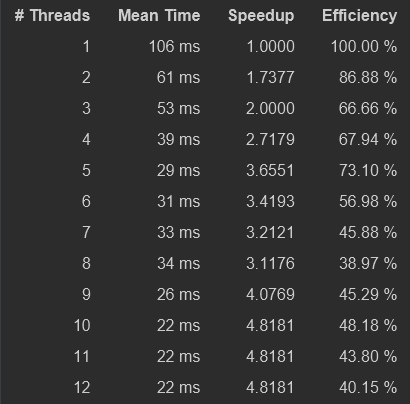 # Threads Mean Time Speedup Efficiency
1 106 ms 1.0000 100.00 %
2 61 ms 1.7377 86.88 %
3 53 ms 2.0000 66.66 %
4 39 ms 2.7179 67.94 %
5 29 ms 3.6551 73.10 %
6 31 ms 3.4193 56.98 %
7 33 ms 3.2121 45.88 %
8 34 ms 3.1176 38.97 %
9 26 ms 4.0769 45.29 %
10 22 ms 4.8181 48.18 %
11 22 ms 4.8181 43.80 %
12 22 ms 4.8181 40.15 %